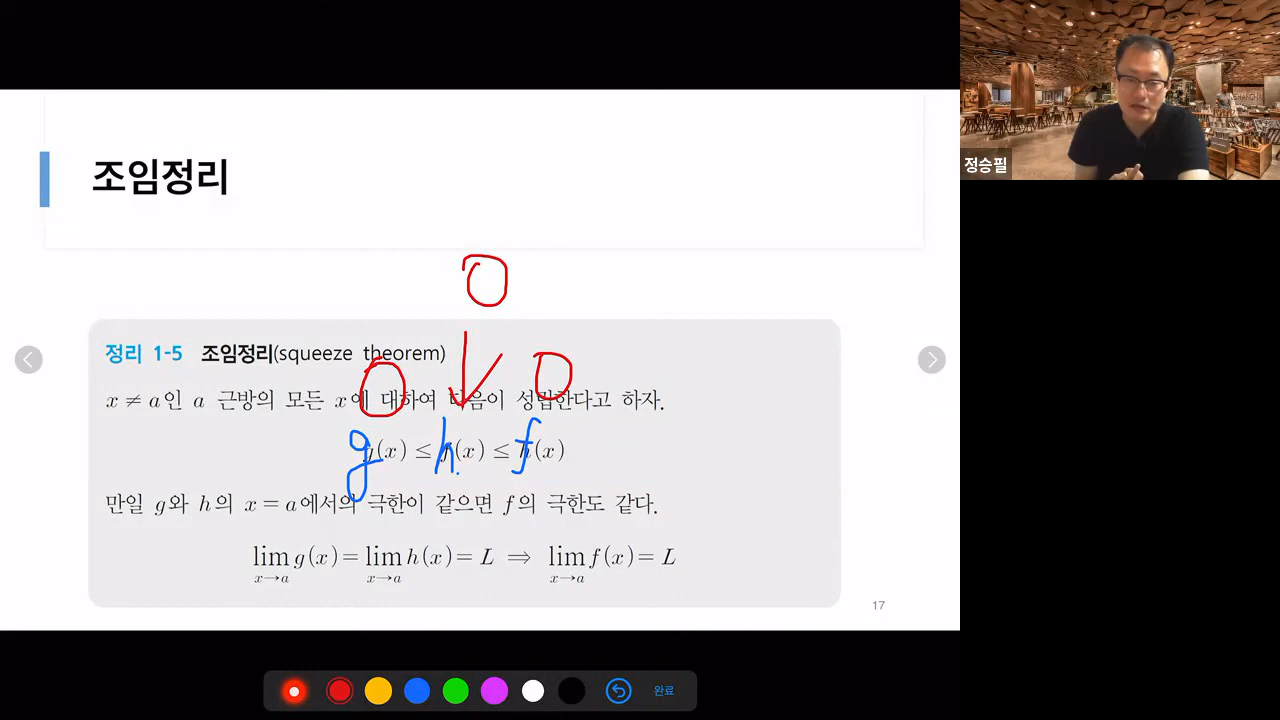 조임정리
정리 1-5 조임정리(squeeze theorem)
x ≠ a인 a 근방의 모든 x에 대하여 다음이 성립한다고 하자.
g(x) ≤ f(x) ≤ h(x)
g h f
만일 g와 h의 x = a에서의 극한이 같으면 f의 극한도 같다.
lim x→a g(x) = lim x→a h(x) = L ⇒ lim x→a f(x) = L
17
정승필
완료